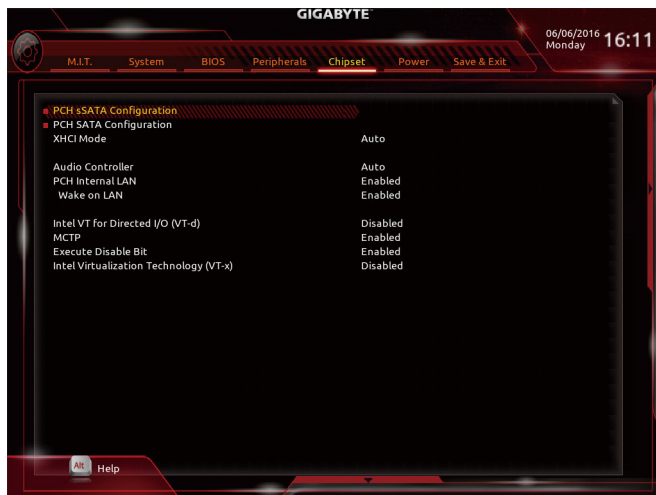 GIGABYTE™
06/06/2016 16:11
Monday
M.I.T. System BIOS Peripherals Chipset Power Save & Exit
PCH sSATA Configuration
PCH SATA Configuration
XHCI Mode Auto
Audio Controller Auto
PCH Internal LAN Enabled
Wake on LAN Enabled
Intel VT for Directed I/O (VT-d) Disabled
MCTP Enabled
Execute Disable Bit Enabled
Intel Virtualization Technology (VT-x) Disabled
Alt Help